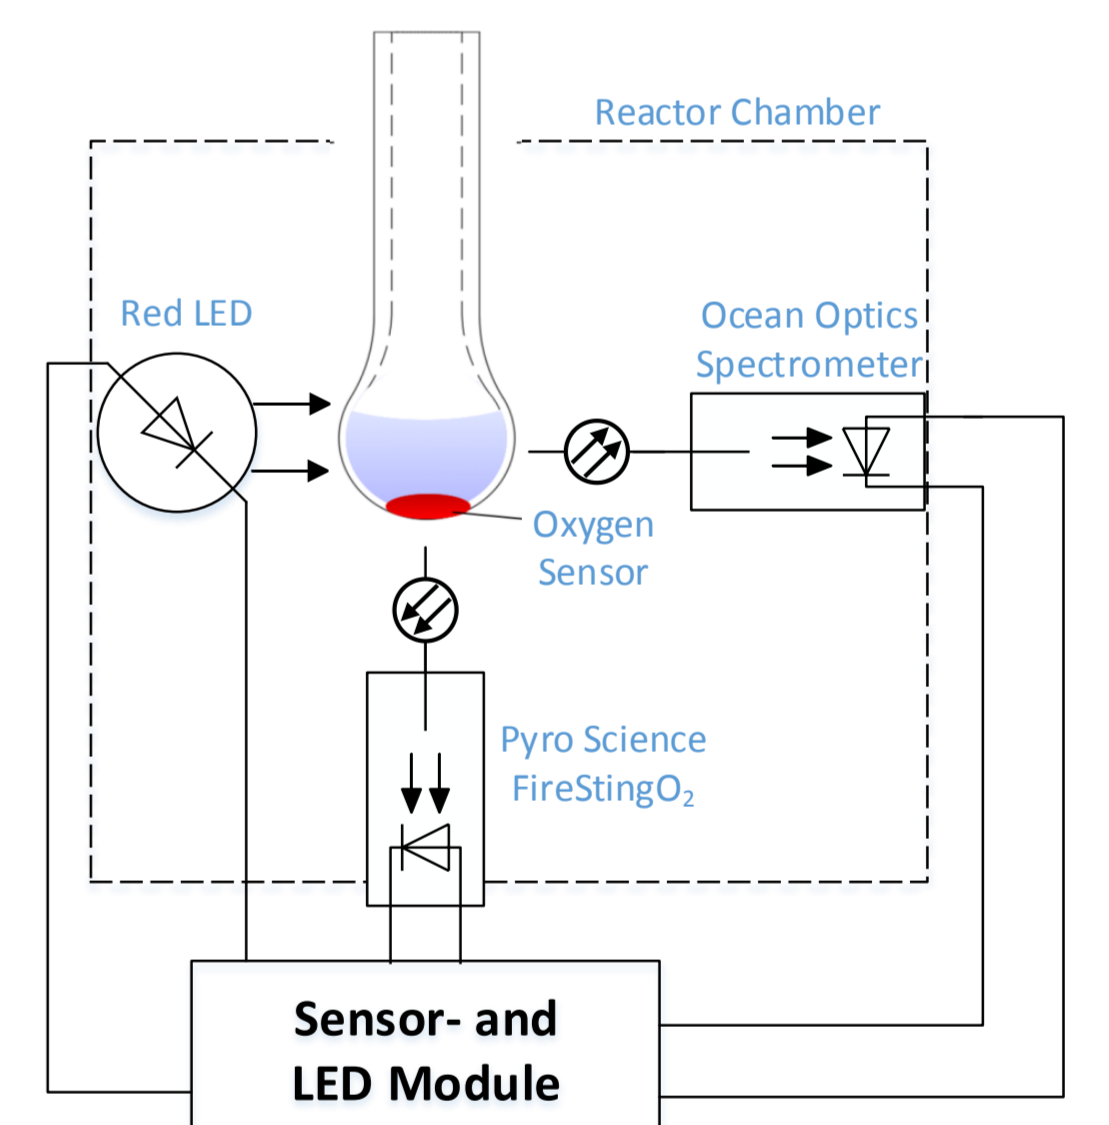 Reactor Chamber
Red LED
Ocean Optics
Spectrometer
Oxygen
Sensor
Pyro Science
FireStingO₂
Sensor- and
LED Module